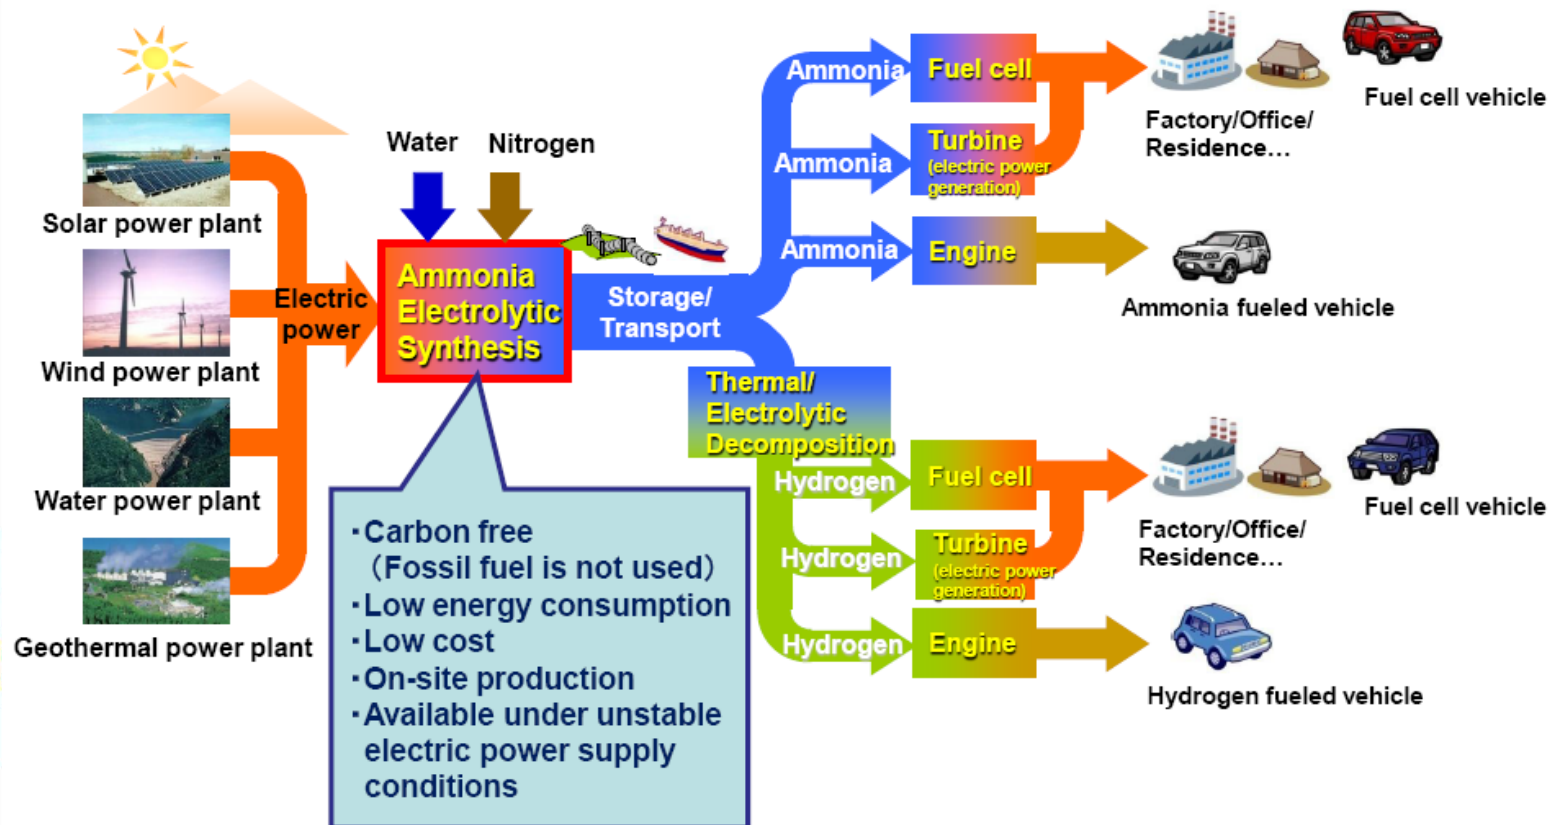 Solar power plant
Wind power plant
Water power plant
Geothermal power plant
Electric
power
Water
Nitrogen
Ammonia
Electrolytic
Synthesis
・Carbon free
（Fossil fuel is not used）
・Low energy consumption
・Low cost
・On-site production
・Available under unstable
electric power supply
conditions
Storage/
Transport
Ammonia
Fuel cell
Ammonia
Turbine
(electric power
generation)
Ammonia
Engine
Factory/Office/
Residence…
Fuel cell vehicle
Ammonia fueled vehicle
Thermal/
Electrolytic
Decomposition
Hydrogen
Fuel cell
Hydrogen
Turbine
(electric power
generation)
Hydrogen
Engine
Factory/Office/
Residence…
Fuel cell vehicle
Hydrogen fueled vehicle